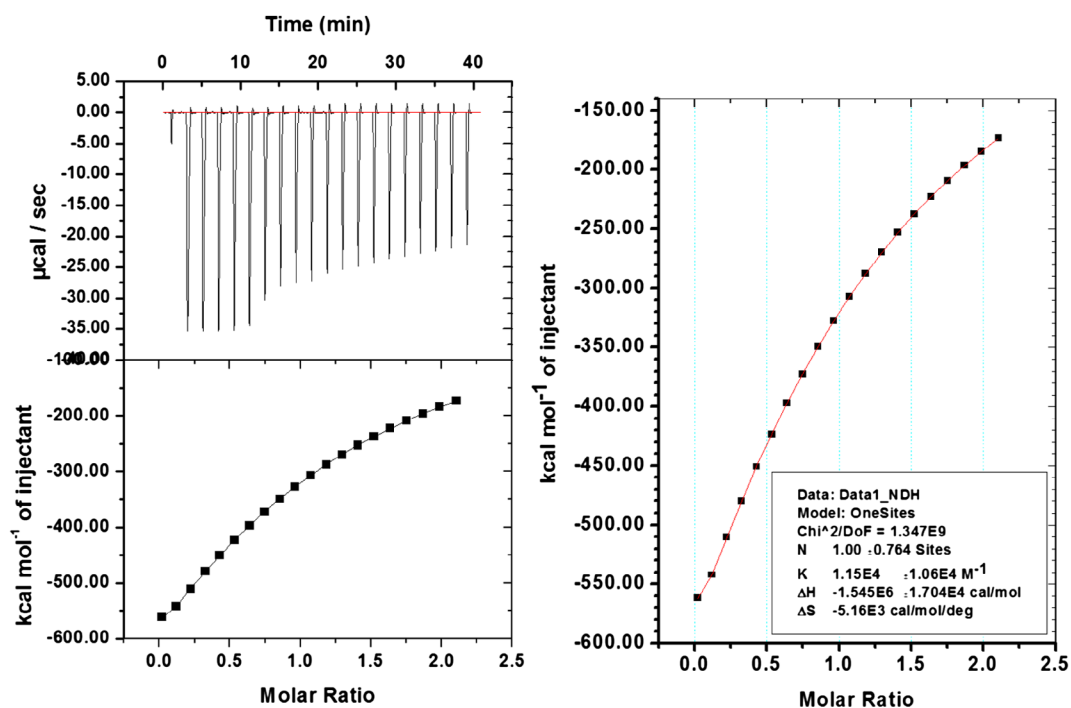 Time (min)
0 10 20 30 40
5.00
0.00
-5.00
-10.00
-15.00
-20.00
-25.00
-30.00
-35.00
µcal / sec
-200.00
-300.00
-400.00
-500.00
-600.00
kcal mol⁻¹ of injectant
0.0 0.5 1.0 1.5 2.0 2.5
Molar Ratio
-150.00
-200.00
-250.00
-300.00
-350.00
-400.00
-450.00
-500.00
-550.00
-600.00
kcal mol⁻¹ of injectant
Data: Data1_NDH
Model: OneSites
Chi^2/DoF = 1.347E9
N 1.00 ±0.764 Sites
K 1.15E4 ±1.06E4 M⁻¹
ΔH -1.545E6 ±1.704E4 cal/mol
ΔS -5.16E3 cal/mol/deg
0.0 0.5 1.0 1.5 2.0 2.5
Molar Ratio